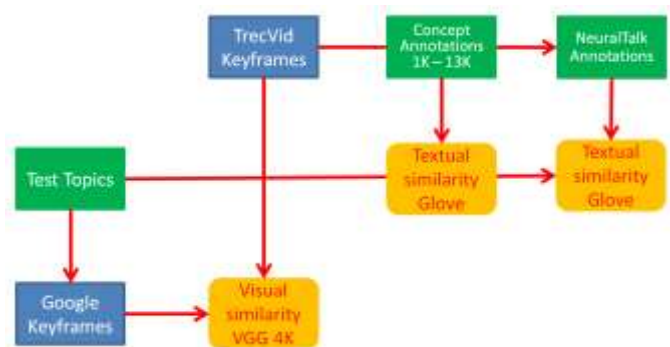 TrecVid
Keyframes
Concept
Annotations
1K – 13K
NeuralTalk
Annotations
Test Topics
Textual
similarity
Glove
Textual
similarity
Glove
Google
Keyframes
Visual
similarity
VGG 4K